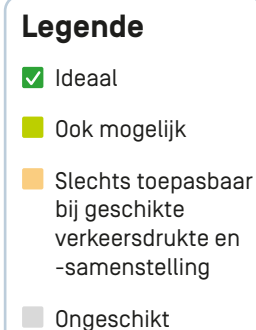 Legende
Ideaal
Ook mogelijk
Slechts toepasbaar
bij geschikte
verkeersdrukte en
-samenstelling
Ongeschikt